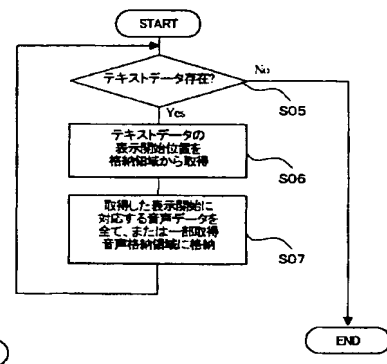 START
テキストデータ存在?
No
S05
Yes
テキストデータの
表示開始位置を
格納領域から取得
S06
取得した表示開始に
対応する音声データを
全て、または一部取得
音声格納領域に格納
S07
END